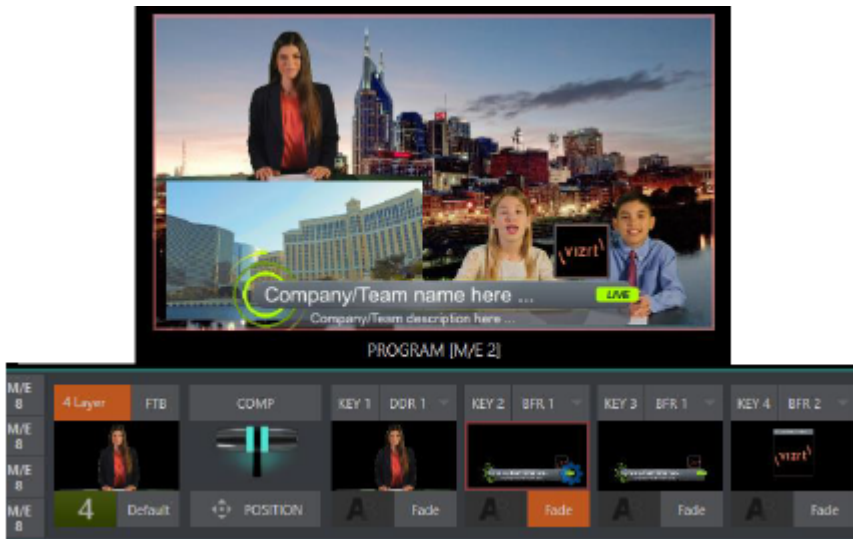 vizrt
Company/Team name here ...
LIVE
Company/Team description here ...
PROGRAM [M/E 2]
M/E 8
M/E 8
M/E 8
M/E 8
4 Layer
FTB
COMP
KEY 1
DDR 1
KEY 2
BFR 1
KEY 3
BFR 1
KEY 4
BFR 2
vizrt
4
Default
POSITION
A
Fade
A
Fade
A
Fade
A
Fade